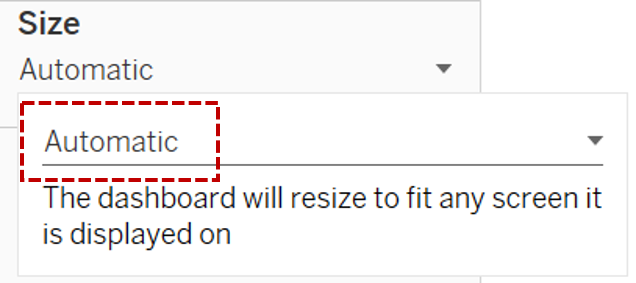 Size
Automatic
Automatic
The dashboard will resize to fit any screen it
is displayed on